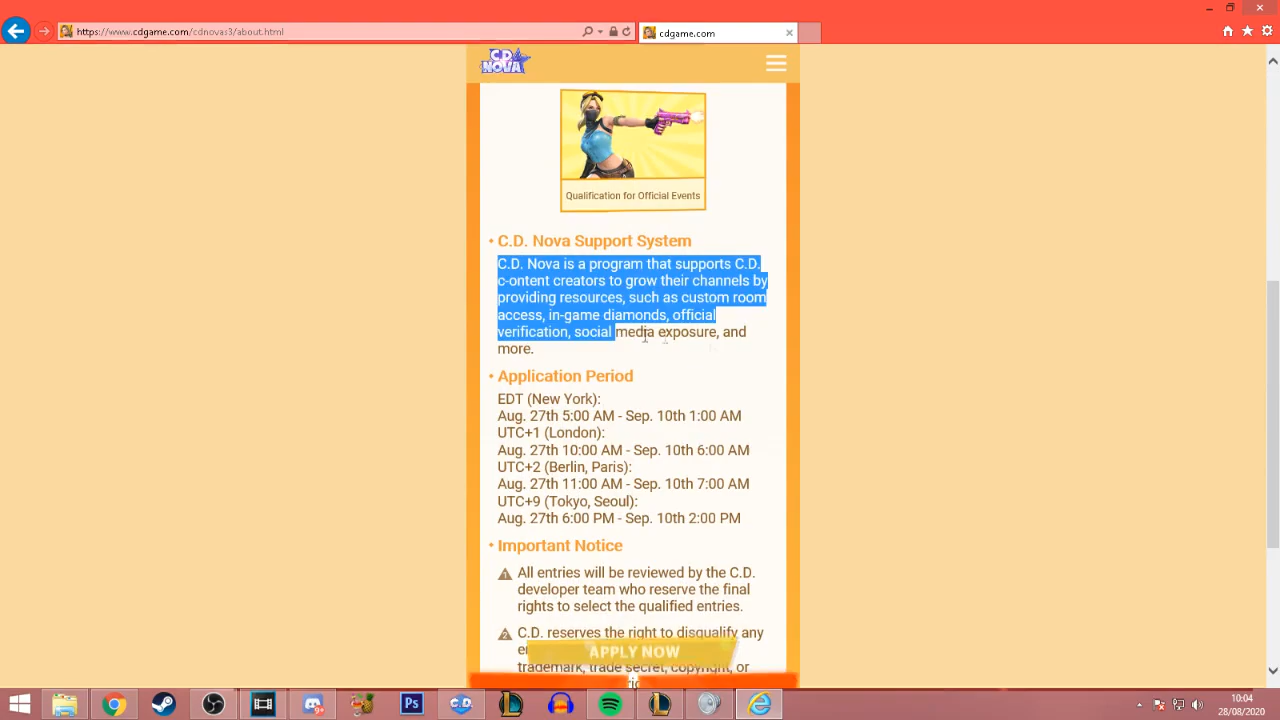 https://www.cdgame.com/cdnovas3/about.html
cdgame.com
CD NOVA
Qualification for Official Events
• C.D. Nova Support System
C.D. Nova is a program that supports C.D.
c-ontent creators to grow their channels by
providing resources, such as custom room
access, in-game diamonds, official
verification, social media exposure, and
more.
• Application Period
EDT (New York):
Aug. 27th 5:00 AM - Sep. 10th 1:00 AM
UTC+1 (London):
Aug. 27th 10:00 AM - Sep. 10th 6:00 AM
UTC+2 (Berlin, Paris):
Aug. 27th 11:00 AM - Sep. 10th 7:00 AM
UTC+9 (Tokyo, Seoul):
Aug. 27th 6:00 PM - Sep. 10th 2:00 PM
• Important Notice
1 All entries will be reviewed by the C.D.
developer team who reserve the final
rights to select the qualified entries.
2 C.D. reserves the right to disqualify any
APPLY NOW
trademark, trade secret, copyright, or
Ps
C.D.
10:04
28/08/2020